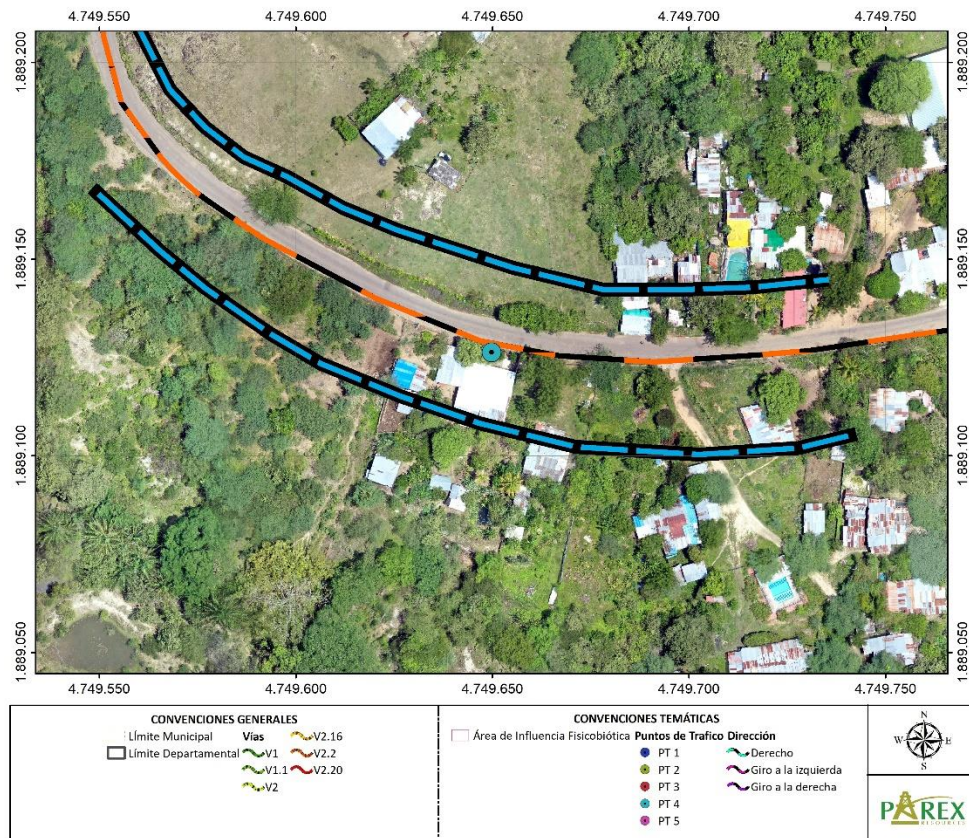 4.749.550 4.749.600 4.749.650 4.749.700 4.749.750
1.889.200 1.889.200
1.889.150 1.889.150
1.889.100 1.889.100
1.889.050 1.889.050
4.749.550 4.749.600 4.749.650 4.749.700 4.749.750
CONVENCIONES GENERALES
Límite Municipal
Límite Departamental
Vías
V1
V1.1
V2
V2.16
V2.2
V2.20
CONVENCIONES TEMÁTICAS
Área de Influencia Fisicobiótica
Puntos de Trafico
PT 1
PT 2
PT 3
PT 4
PT 5
Dirección
Derecho
Giro a la izquierda
Giro a la derecha
N
W E
S
PAREX
RESOURCES